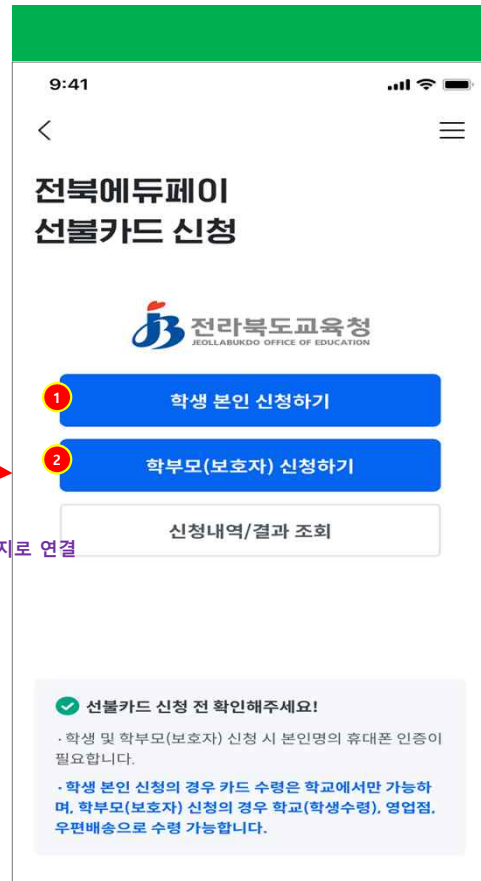 9:41
전북에듀페이
선불카드 신청
전라북도교육청
JEOLLABUKDO OFFICE OF EDUCATION
1
학생 본인 신청하기
2
학부모(보호자) 신청하기
신청내역/결과 조회
지로 연결
선불카드 신청 전 확인해주세요!
· 학생 및 학부모(보호자) 신청 시 본인명의 휴대폰 인증이
필요합니다.
· 학생 본인 신청의 경우 카드 수령은 학교에서만 가능하
며, 학부모(보호자) 신청의 경우 학교(학생수령), 영업점,
우편배송으로 수령 가능합니다.